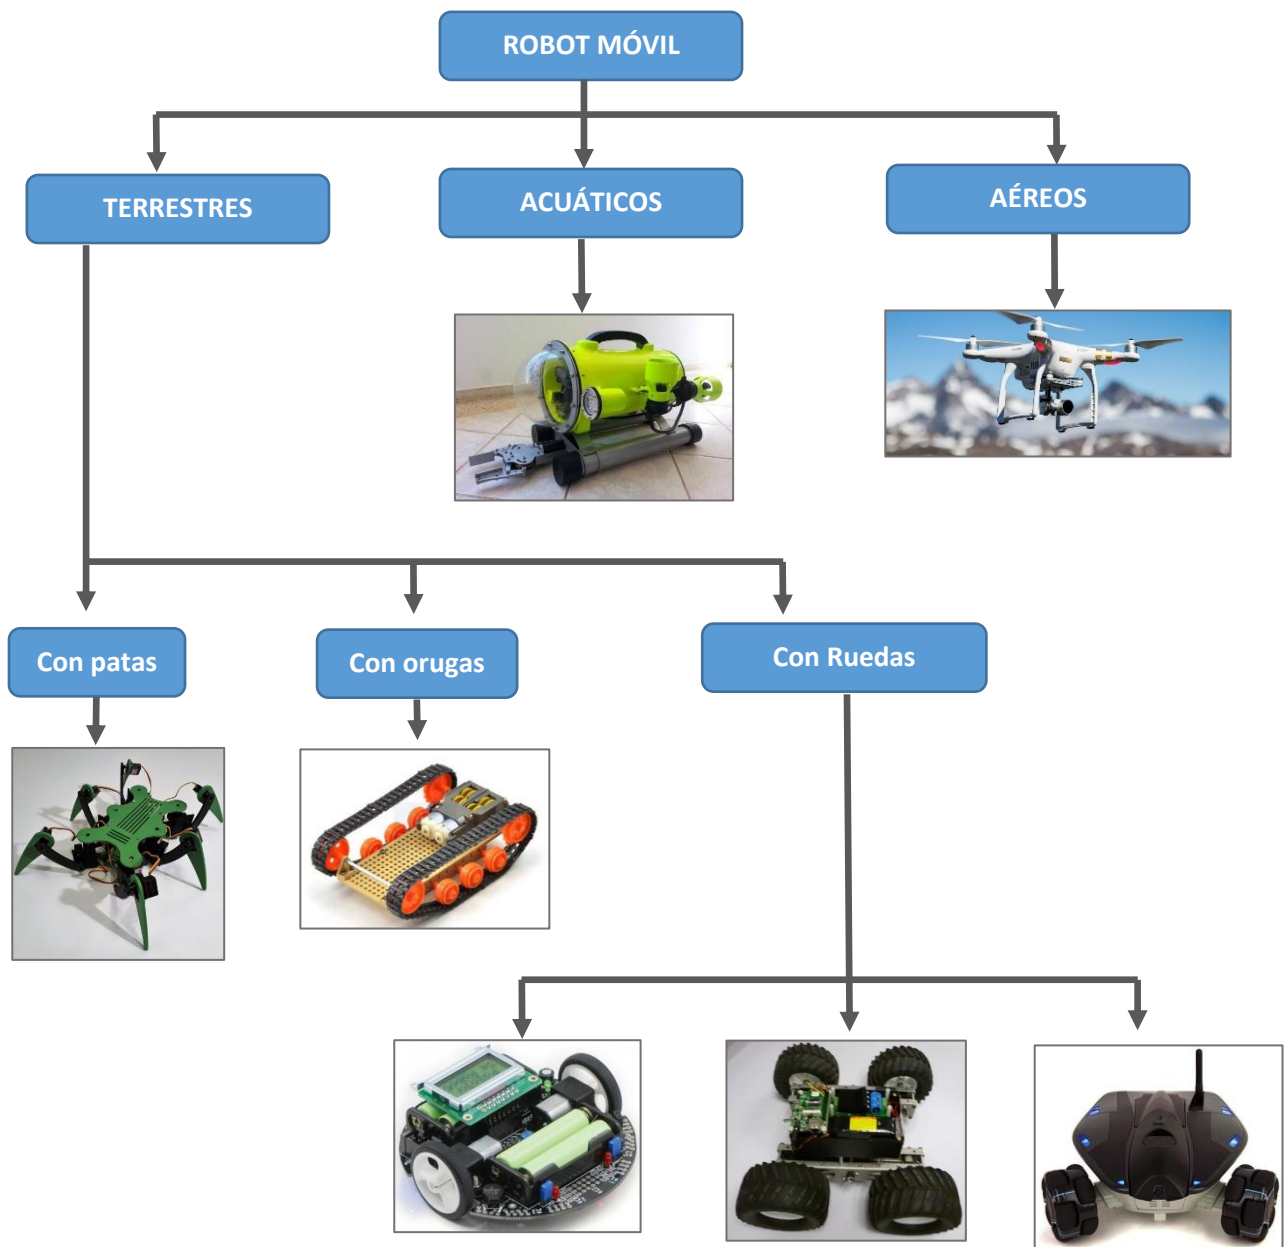 ROBOT MÓVIL
TERRESTRES
ACUÁTICOS
AÉREOS
Con patas
Con orugas
Con Ruedas